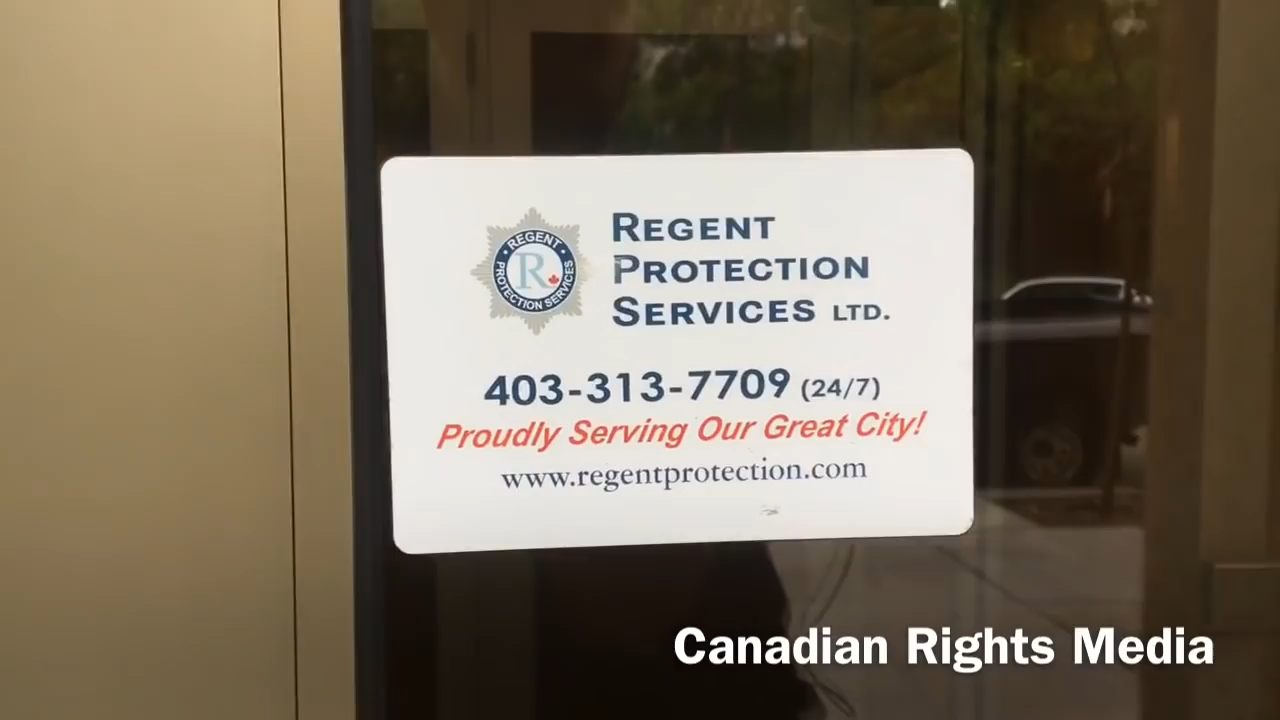 REGENT
PROTECTION SERVICES
R
REGENT
PROTECTION
SERVICES LTD.
403-313-7709 (24/7)
Proudly Serving Our Great City!
www.regentprotection.com
Canadian Rights Media